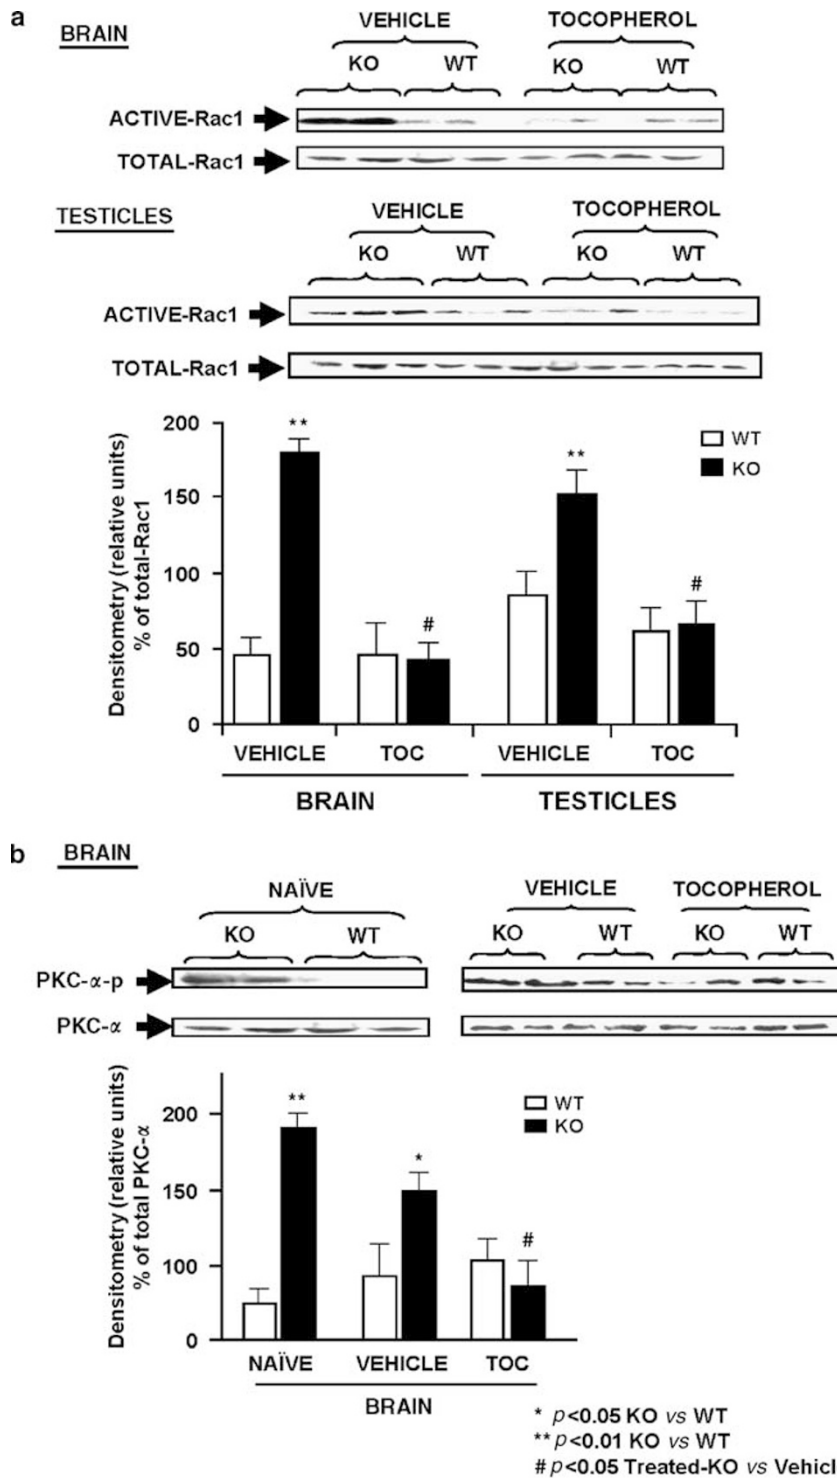 a
BRAIN
VEHICLE TOCOPHEROL
KO WT KO WT
ACTIVE-Rac1
TOTAL-Rac1
TESTICLES
VEHICLE TOCOPHEROL
KO WT KO WT
ACTIVE-Rac1
TOTAL-Rac1
Densitometry (relative units)
% of total-Rac1
200
150
100
50
0
** # ** #
WT
KO
VEHICLE TOC VEHICLE TOC
BRAIN TESTICLES
b
BRAIN
NAÏVE VEHICLE TOCOPHEROL
KO WT KO WT KO WT
PKC-α-p
PKC-α
Densitometry (relative units)
% of total PKC-α
200
150
100
0
** * #
WT
KO
NAÏVE VEHICLE TOC
BRAIN
* p<0.05 KO vs WT
** p<0.01 KO vs WT
# p<0.05 Treated-KO vs Vehicl